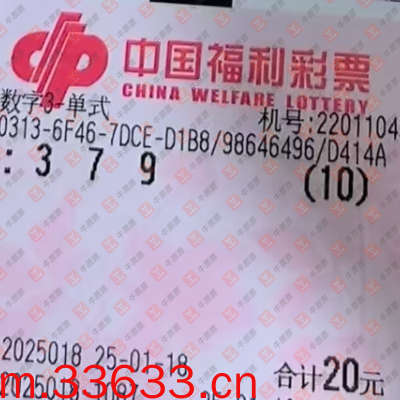 中国福利彩票
CHINA WELFARE LOTTERY
数字3-单式
机号:2201104
0313-6F46-7DCE-D1B8/98646496/D414A
: 3 7 9 (10)
2025018 25-01-18
合计20元
m.33633.cn